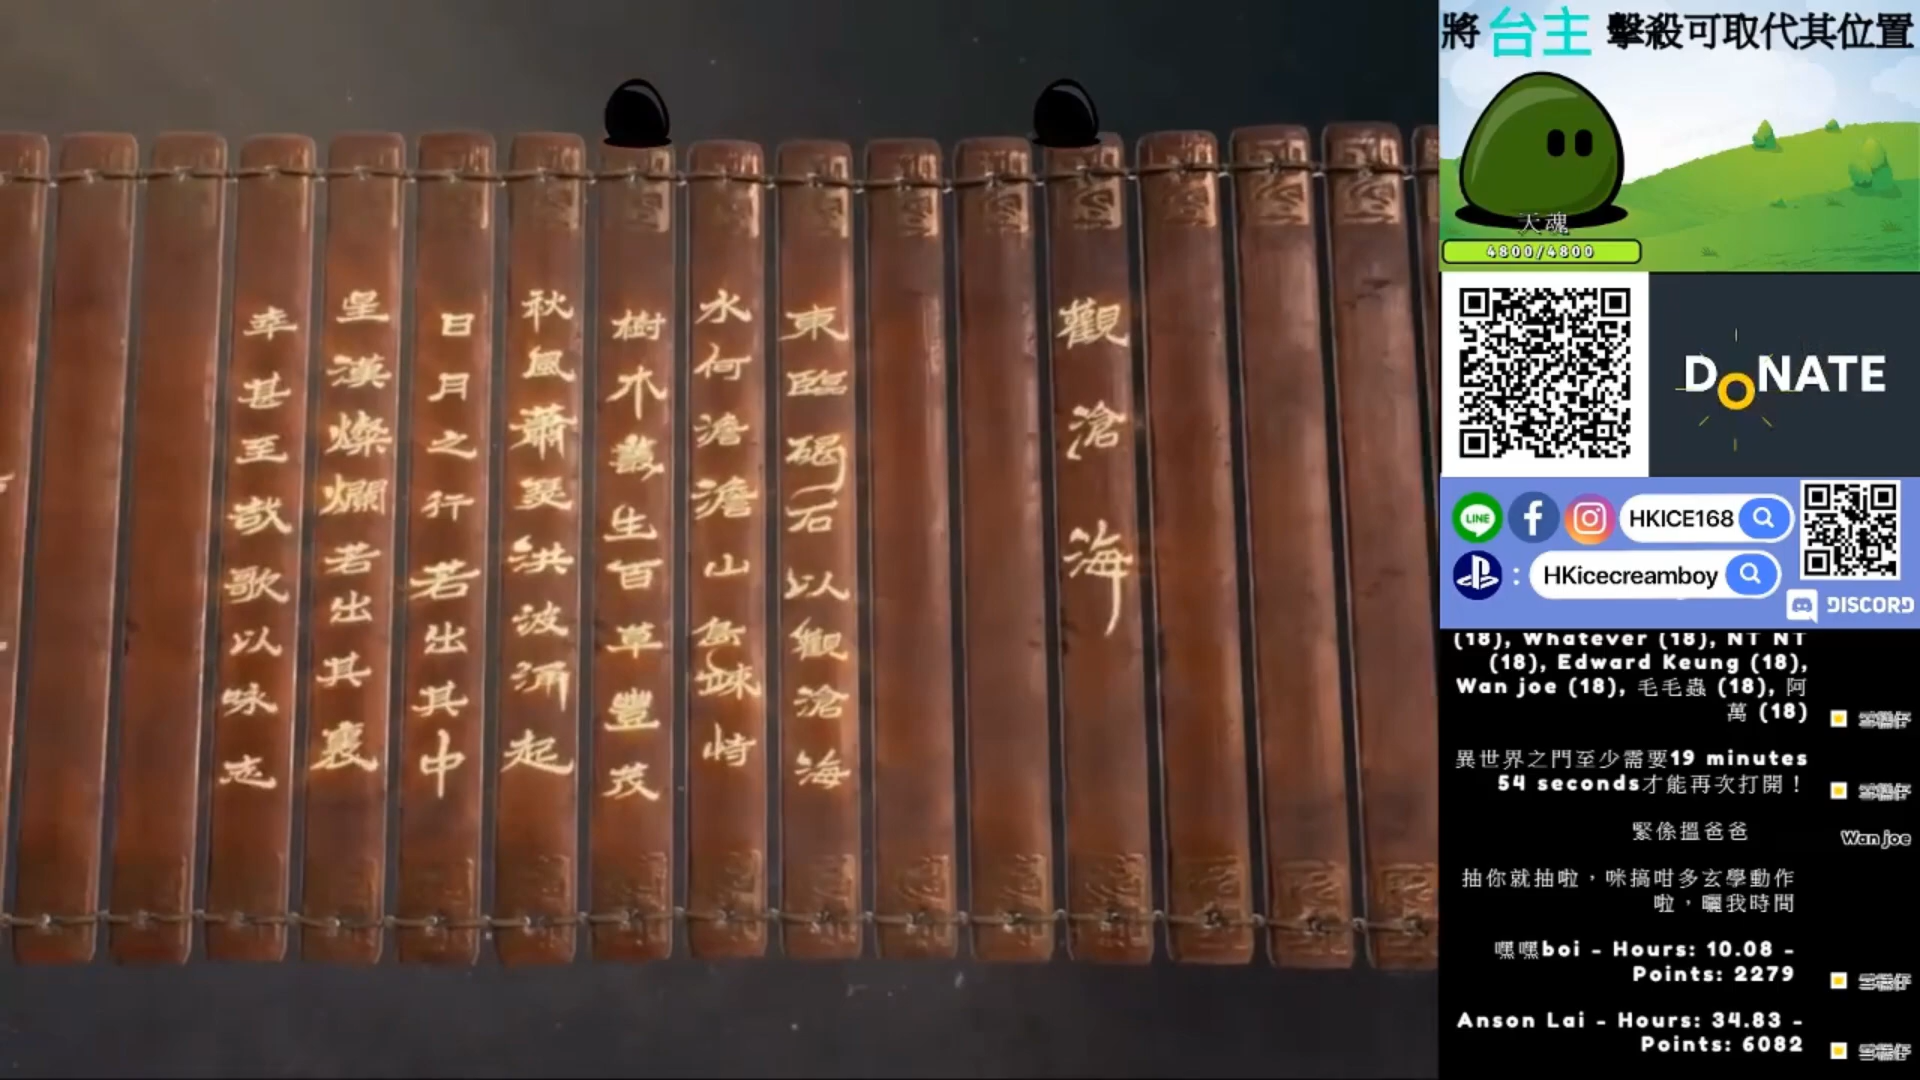 觀滄海
東臨碣石以觀滄海
水何澹澹山島竦峙
樹木叢生百草豐茂
秋風蕭瑟洪波涌起
日月之行若出其中
星漢燦爛若出其裏
幸甚至哉歌以咏志
將台主擊殺可取代其位置
天魂
4800/4800
DONATE
LINE
HKICE168
: HKicecreamboy
DISCORD
(18), Whatever (18), NT NT
(18), Edward Keung (18),
Wan joe (18), 毛毛蟲 (18), 阿
萬 (18)
異世界之門至少需要19 minutes
54 seconds才能再次打開！
緊係搵爸爸
Wan joe
抽你就抽啦，咪搞咁多玄學動作
啦，曬我時間
嘿嘿boi - Hours: 10.08 -
Points: 2279
Anson Lai - Hours: 34.83 -
Points: 6082